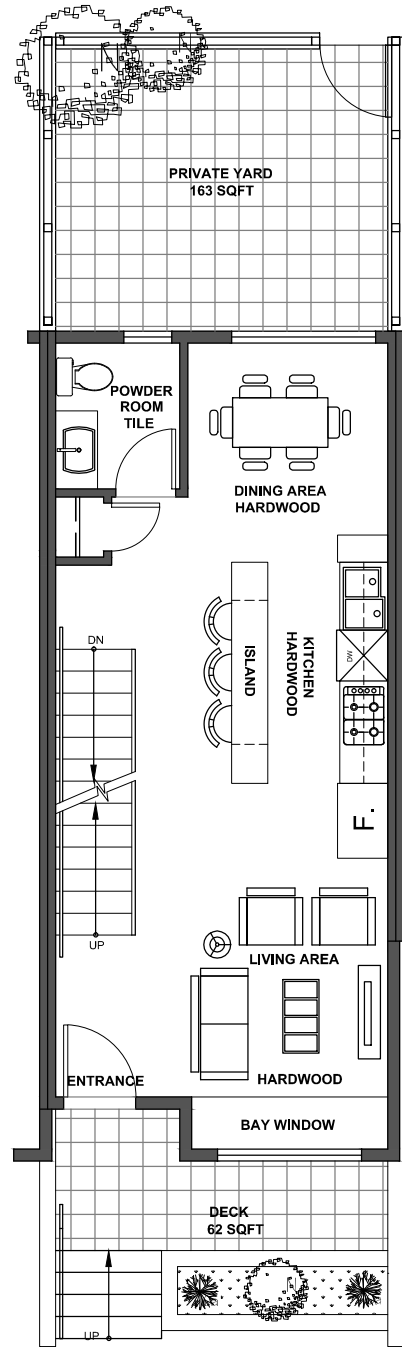 PRIVATE YARD
163 SQFT
POWDER
ROOM
TILE
DINING AREA
HARDWOOD
DN
ISLAND
KITCHEN
HARDWOOD
DW
F.
UP
LIVING AREA
ENTRANCE
HARDWOOD
BAY WINDOW
DECK
62 SQFT
UP